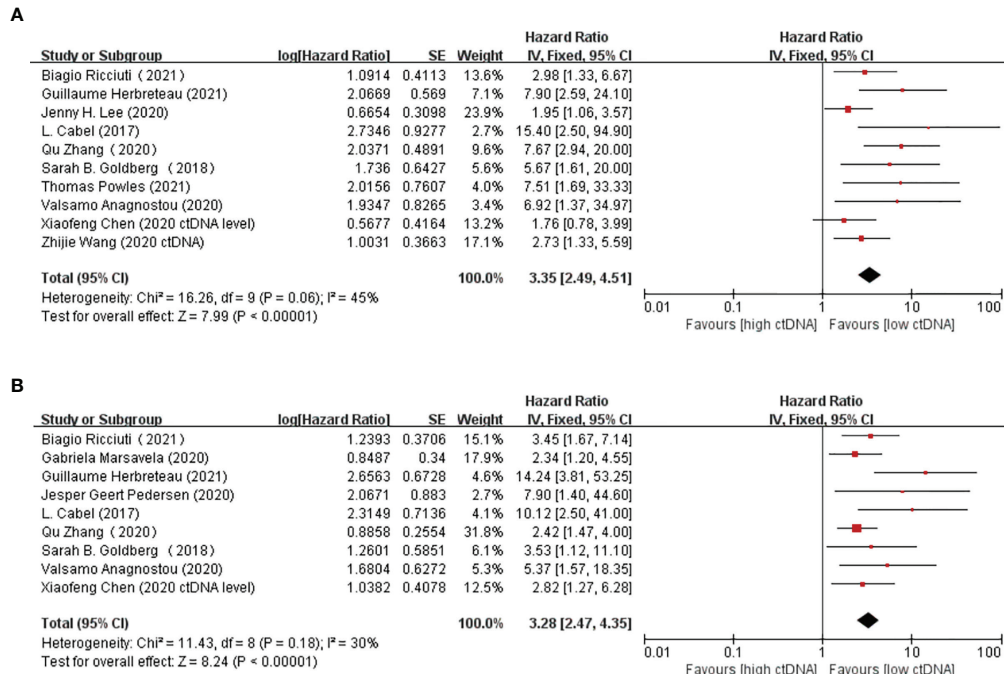 A
Hazard Ratio Hazard Ratio
Study or Subgroup log[Hazard Ratio] SE Weight IV, Fixed, 95% CI IV, Fixed, 95% CI
Biagio Ricciuti (2021) 1.0914 0.4113 13.6% 2.98 [1.33, 6.67]
Guillaume Herbreteau (2021) 2.0669 0.569 7.1% 7.90 [2.59, 24.10]
Jenny H. Lee (2020) 0.6654 0.3098 23.9% 1.95 [1.06, 3.57]
L. Cabel (2017) 2.7346 0.9277 2.7% 15.40 [2.50, 94.90]
Qu Zhang (2020) 2.0371 0.4891 9.6% 7.67 [2.94, 20.00]
Sarah B. Goldberg (2018) 1.736 0.6427 5.6% 5.67 [1.61, 20.00]
Thomas Powles (2021) 2.0156 0.7607 4.0% 7.51 [1.69, 33.33]
Valsamo Anagnostou (2020) 1.9347 0.8265 3.4% 6.92 [1.37, 34.97]
Xiaofeng Chen (2020 ctDNA level) 0.5677 0.4164 13.2% 1.76 [0.78, 3.99]
Zhijie Wang (2020 ctDNA) 1.0031 0.3663 17.1% 2.73 [1.33, 5.59]
Total (95% CI) 100.0% 3.35 [2.49, 4.51]
Heterogeneity: Chi² = 16.26, df = 9 (P = 0.06); I² = 45%
Test for overall effect: Z = 7.99 (P < 0.00001)
0.01 0.1 1 10 100
Favours [high ctDNA] Favours [low ctDNA]
B
Hazard Ratio Hazard Ratio
Study or Subgroup log[Hazard Ratio] SE Weight IV, Fixed, 95% CI IV, Fixed, 95% CI
Biagio Ricciuti (2021) 1.2393 0.3706 15.1% 3.45 [1.67, 7.14]
Gabriela Marsavela (2020) 0.8487 0.34 17.9% 2.34 [1.20, 4.55]
Guillaume Herbreteau (2021) 2.6563 0.6728 4.6% 14.24 [3.81, 53.25]
Jesper Geert Pedersen (2020) 2.0671 0.883 2.7% 7.90 [1.40, 44.60]
L. Cabel (2017) 2.3149 0.7136 4.1% 10.12 [2.50, 41.00]
Qu Zhang (2020) 0.8858 0.2554 31.8% 2.42 [1.47, 4.00]
Sarah B. Goldberg (2018) 1.2601 0.5851 6.1% 3.53 [1.12, 11.10]
Valsamo Anagnostou (2020) 1.6804 0.6272 5.3% 5.37 [1.57, 18.35]
Xiaofeng Chen (2020 ctDNA level) 1.0382 0.4078 12.5% 2.82 [1.27, 6.28]
Total (95% CI) 100.0% 3.28 [2.47, 4.35]
Heterogeneity: Chi² = 11.43, df = 8 (P = 0.18); I² = 30%
Test for overall effect: Z = 8.24 (P < 0.00001)
0.01 0.1 1 10 100
Favours [high ctDNA] Favours [low ctDNA]